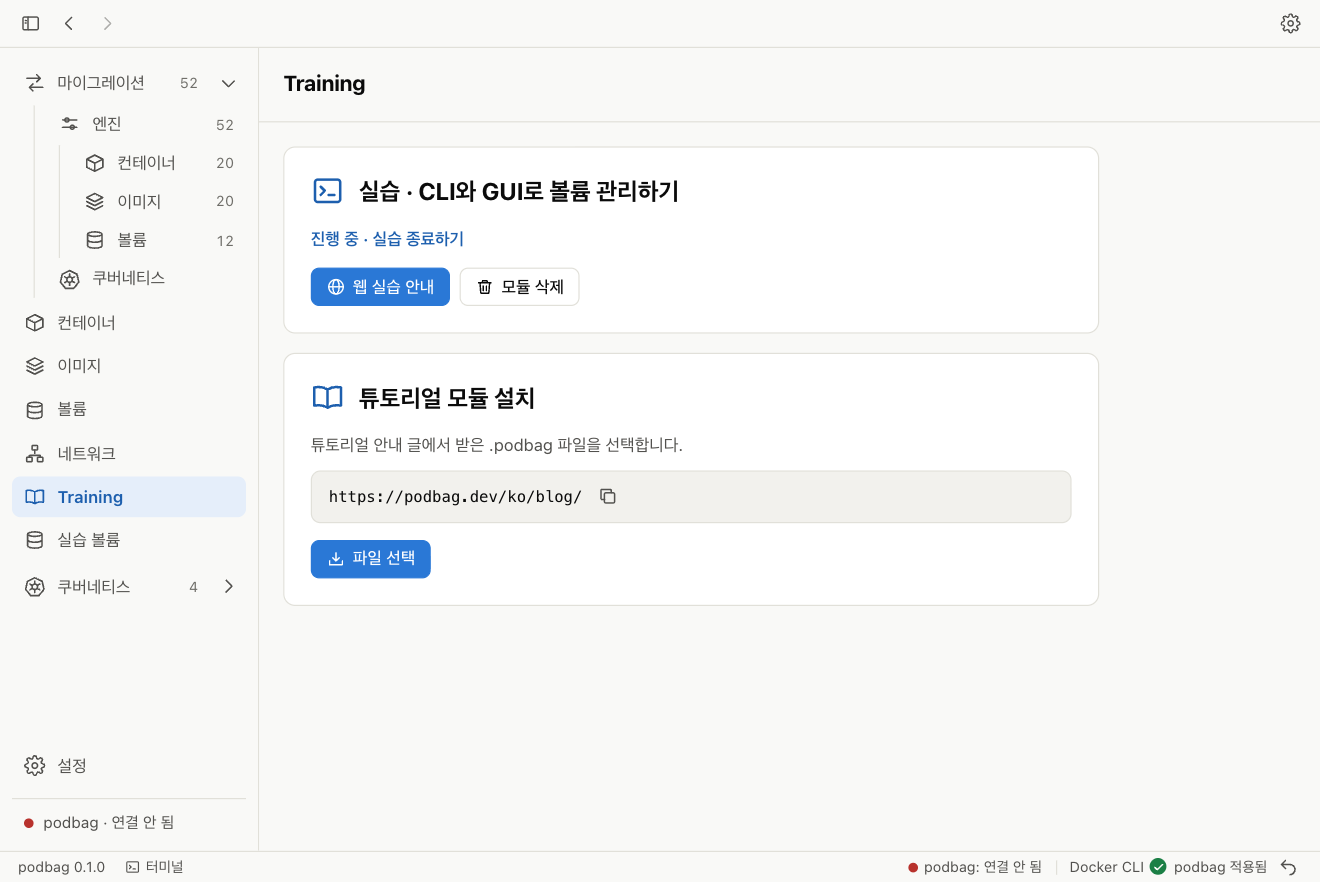 마이그레이션 52
엔진 52
컨테이너 20
이미지 20
볼륨 12
쿠버네티스
컨테이너
이미지
볼륨
네트워크
Training
실습 볼륨
쿠버네티스 4
설정
podbag · 연결 안 됨
Training
실습 · CLI와 GUI로 볼륨 관리하기
진행 중 · 실습 종료하기
웹 실습 안내 모듈 삭제
튜토리얼 모듈 설치
튜토리얼 안내 글에서 받은 .podbag 파일을 선택합니다.
https://podbag.dev/ko/blog/
파일 선택
podbag 0.1.0 터미널 podbag: 연결 안 됨 Docker CLI podbag 적용됨